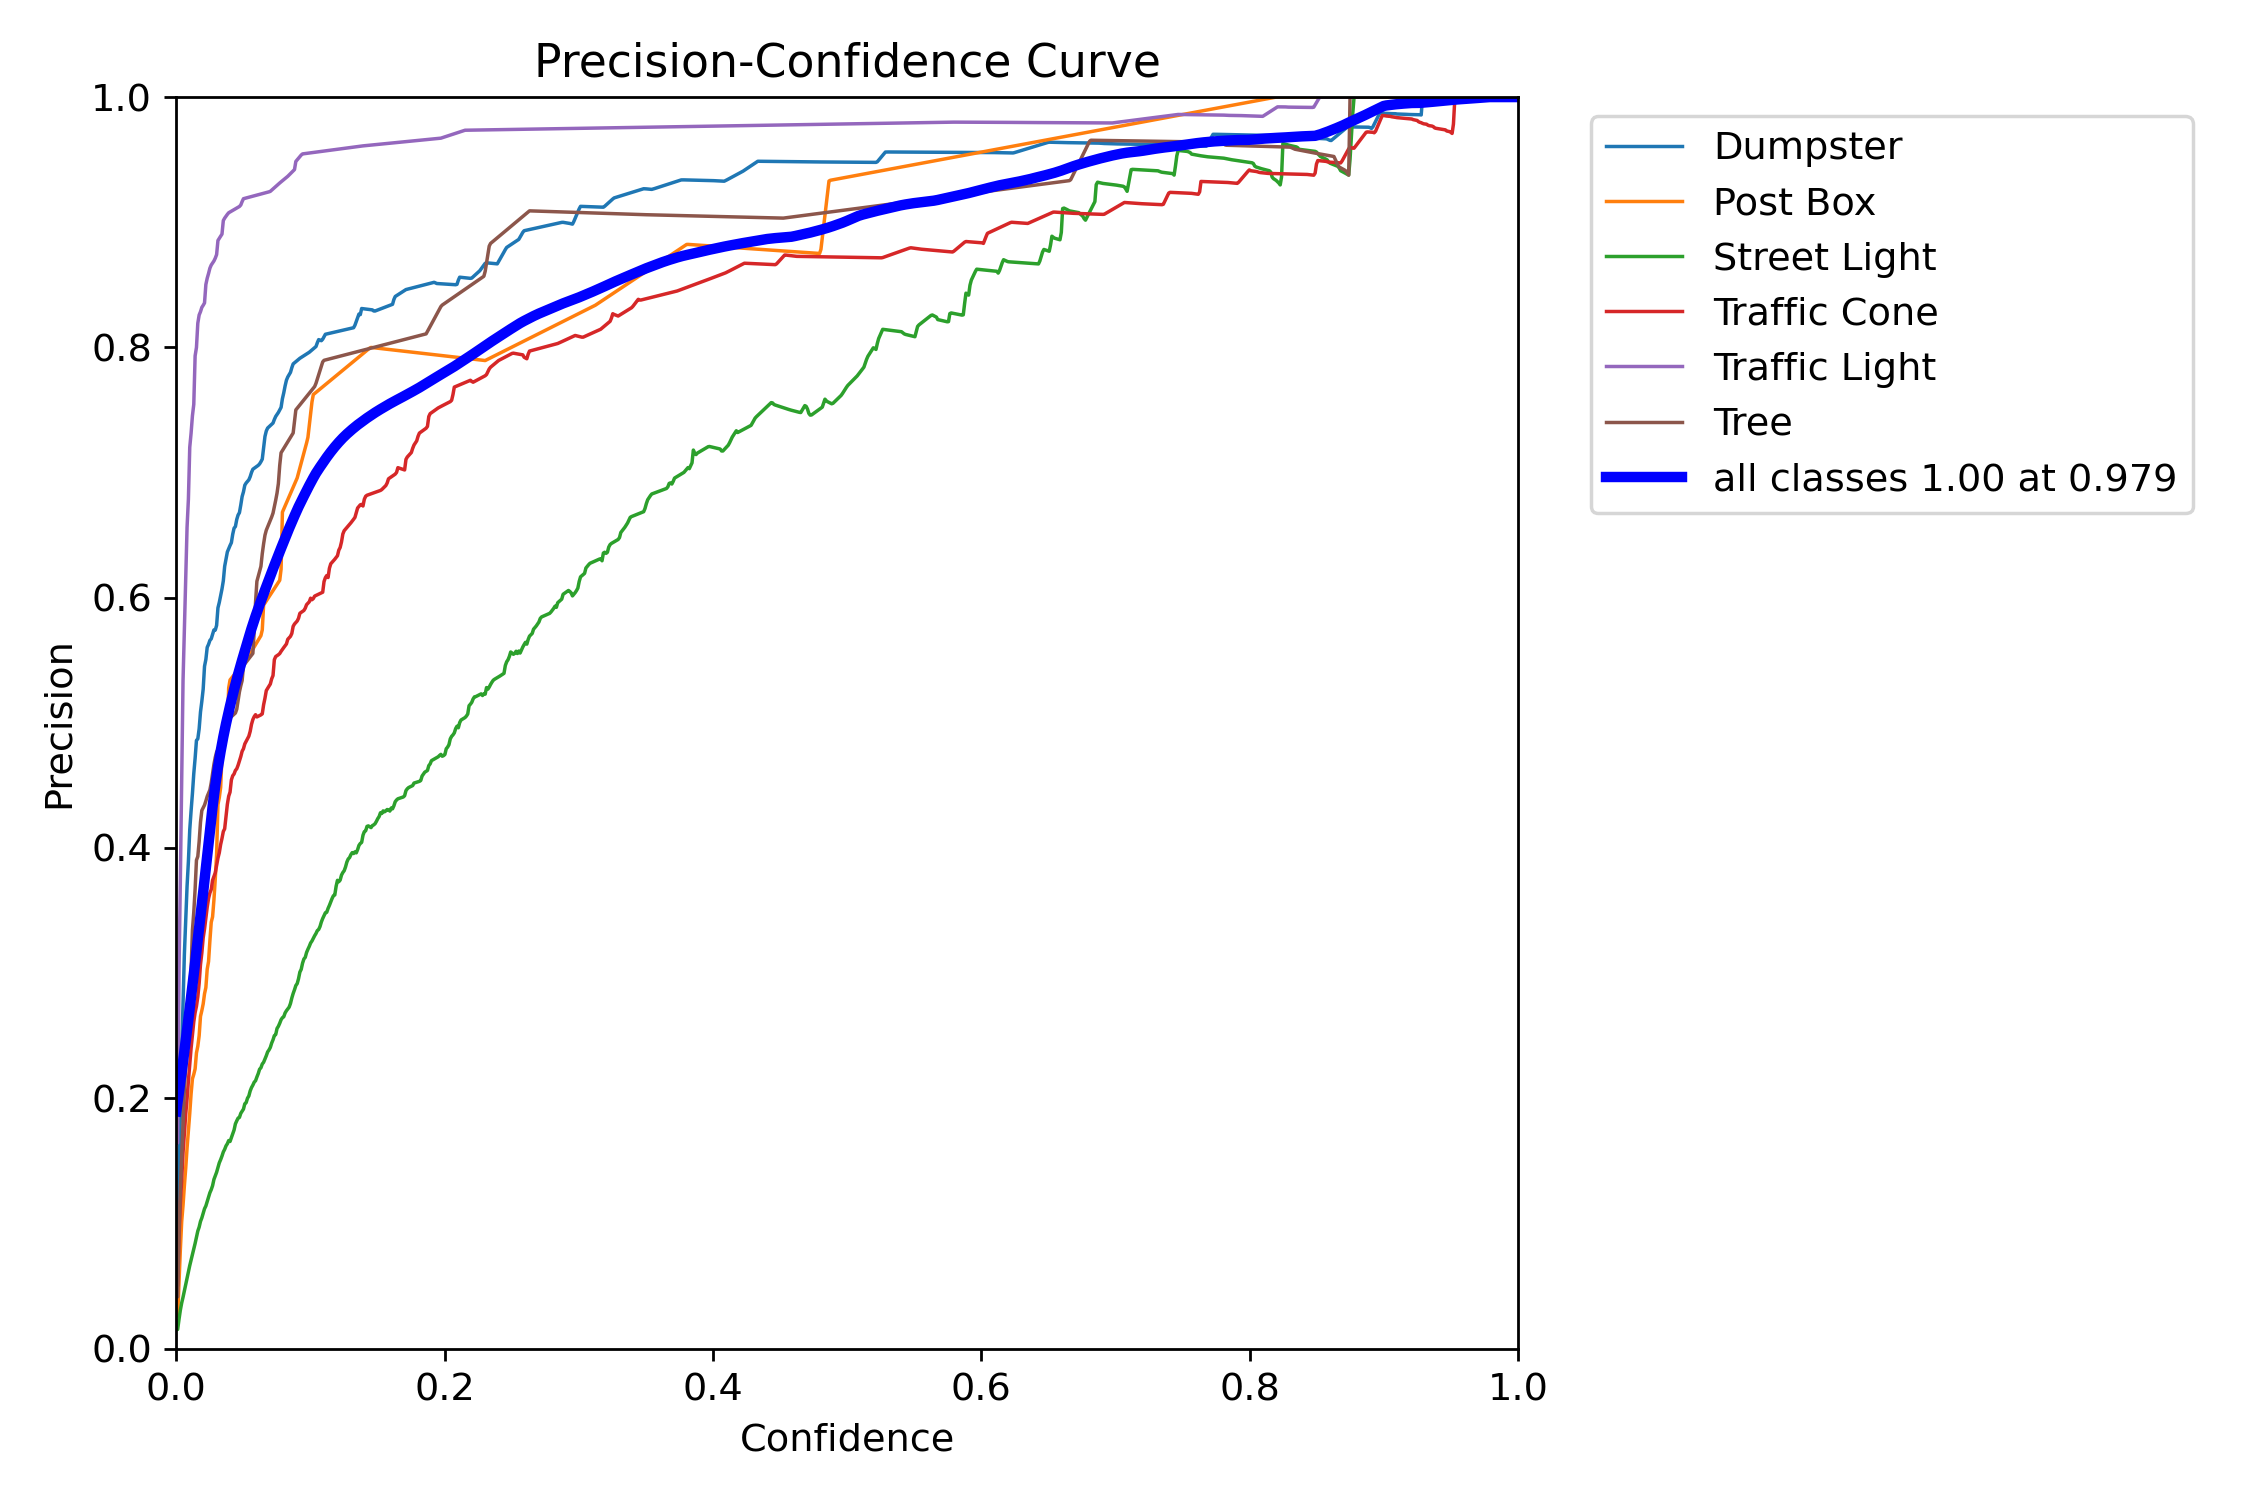 Precision-Confidence Curve
1.0
0.8
0.6
0.4
0.2
0.0
Precision
0.0 0.2 0.4 0.6 0.8 1.0
Confidence
Dumpster
Post Box
Street Light
Traffic Cone
Traffic Light
Tree
all classes 1.00 at 0.979